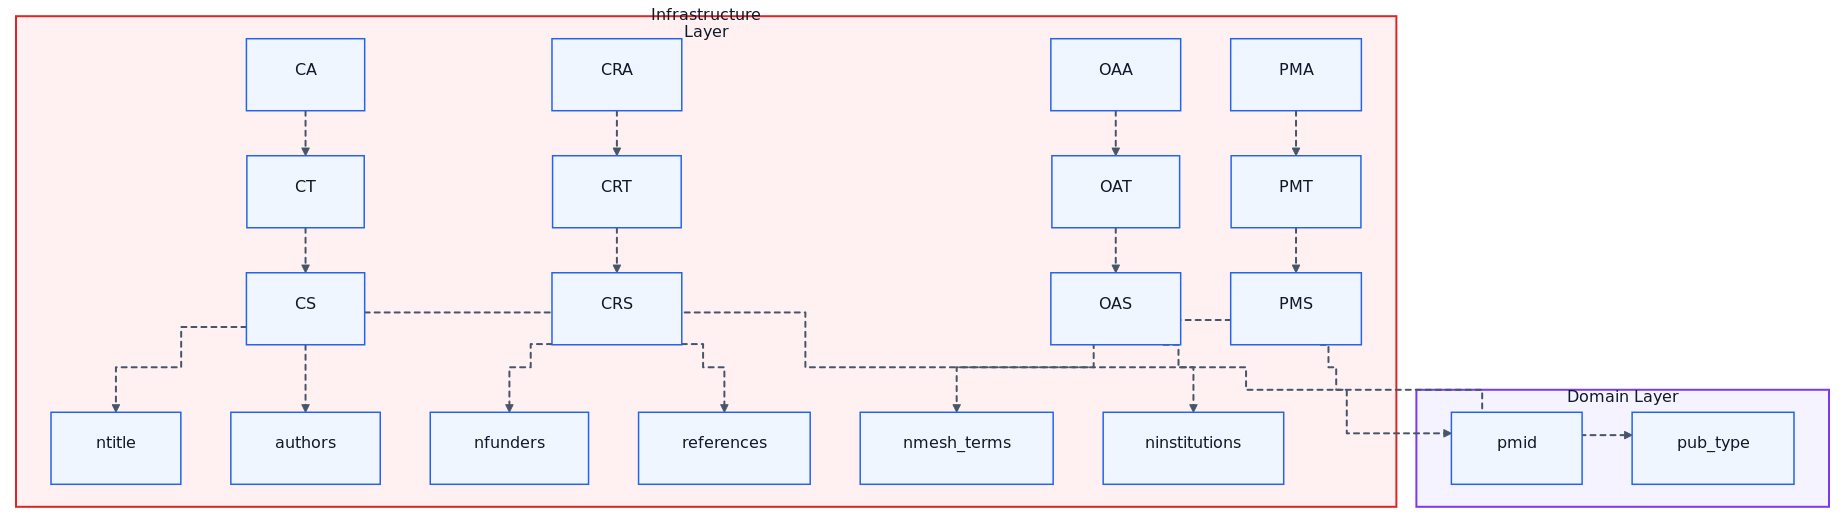 Infrastructure
Layer
CA
CRA
OAA
PMA
CT
CRT
OAT
PMT
CS
CRS
OAS
PMS
Domain Layer
ntitle
authors
nfunders
references
nmesh_terms
ninstitutions
pmid
pub_type